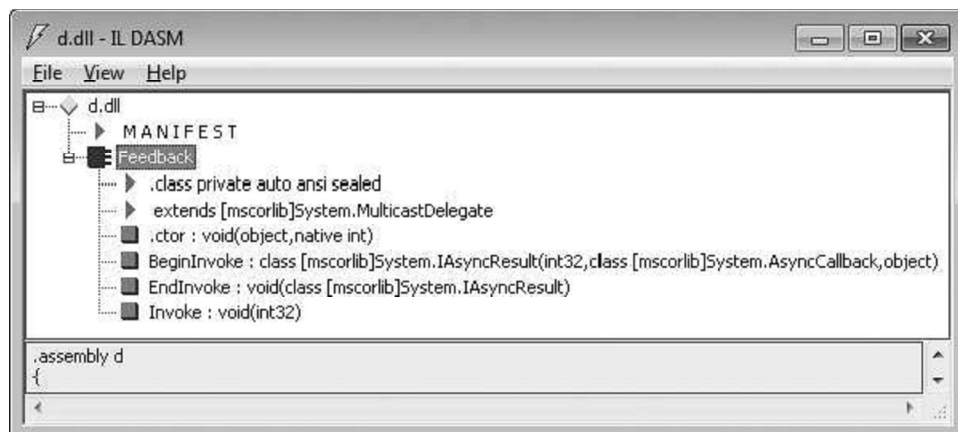 d.dll - IL DASM
File View Help
d.dll
MANIFEST
Feedback
.class private auto ansi sealed
extends [mscorlib]System.MulticastDelegate
.ctor : void(object,native int)
BeginInvoke : class [mscorlib]System.IAsyncResult(int32,class [mscorlib]System.AsyncCallback,object)
EndInvoke : void(class [mscorlib]System.IAsyncResult)
Invoke : void(int32)
.assembly d
{